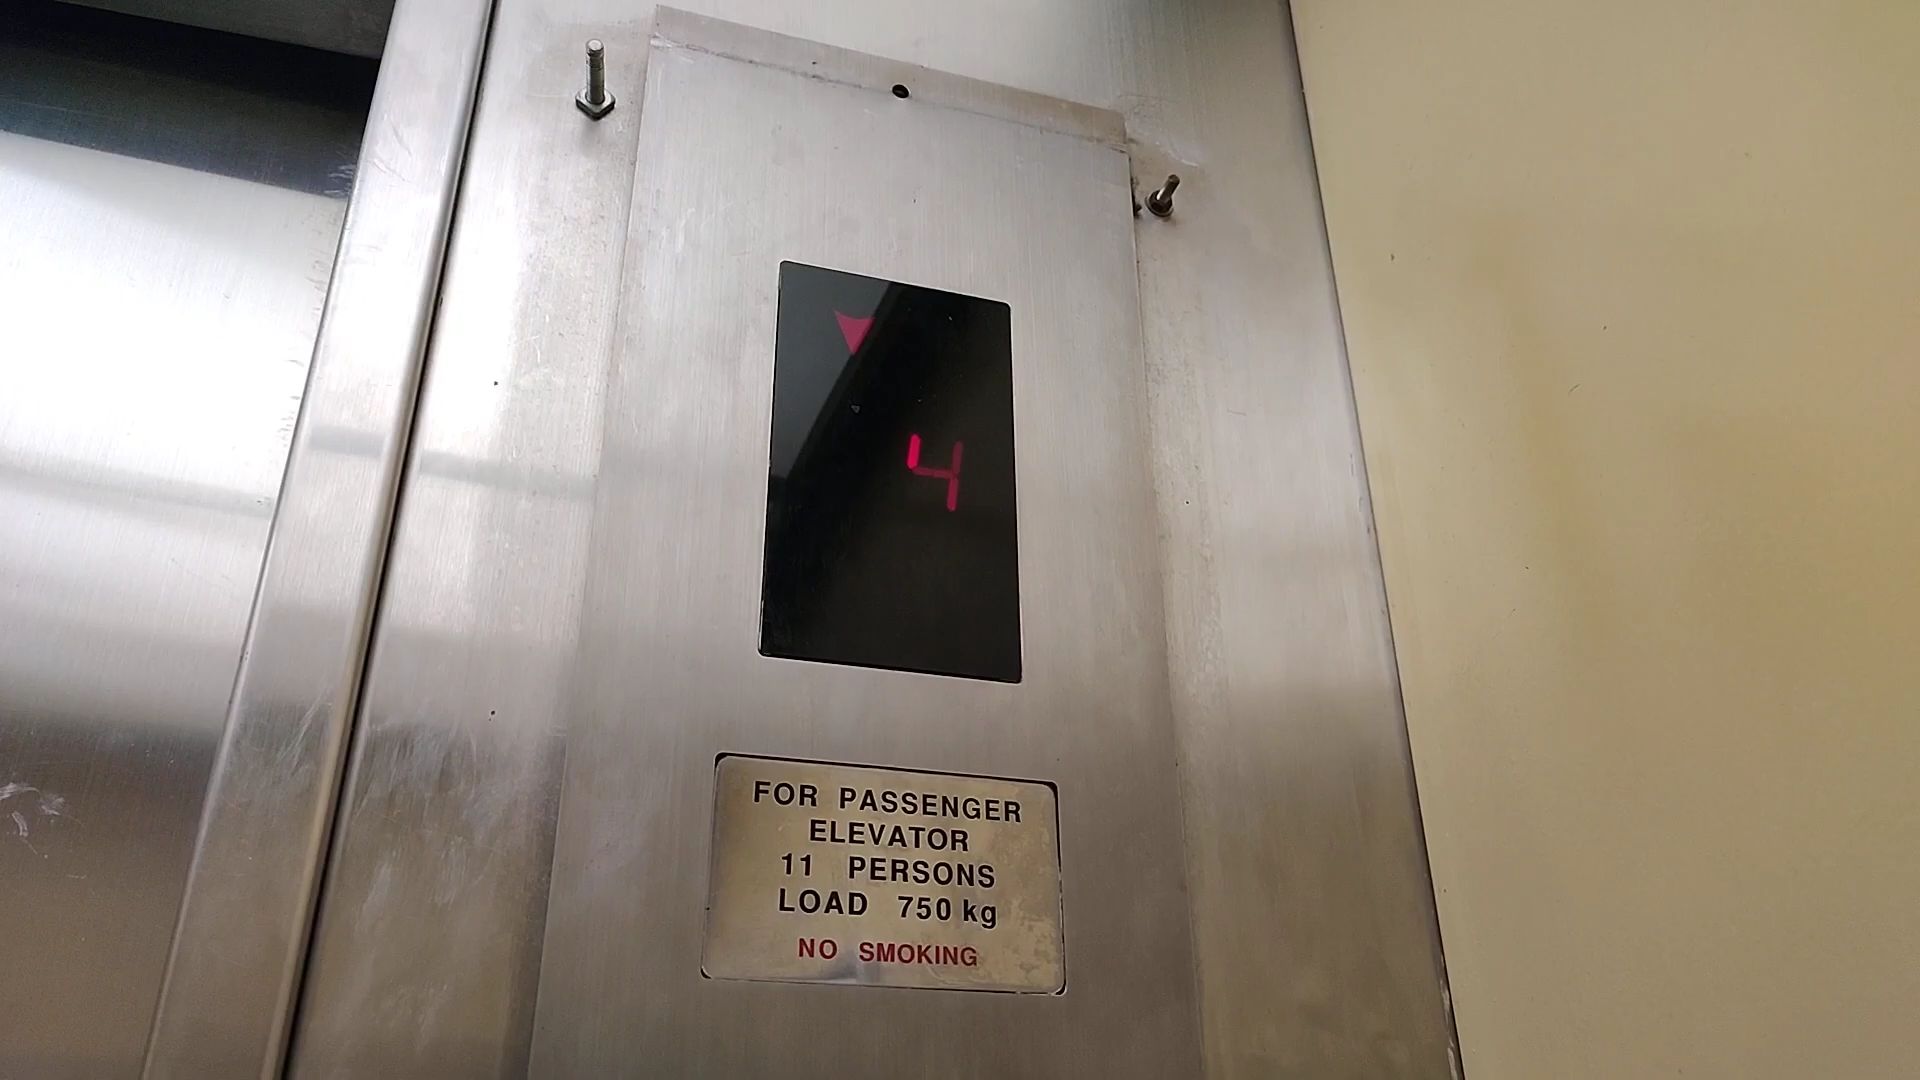 4
FOR PASSENGER
ELEVATOR
11 PERSONS
LOAD 750 kg
NO SMOKING